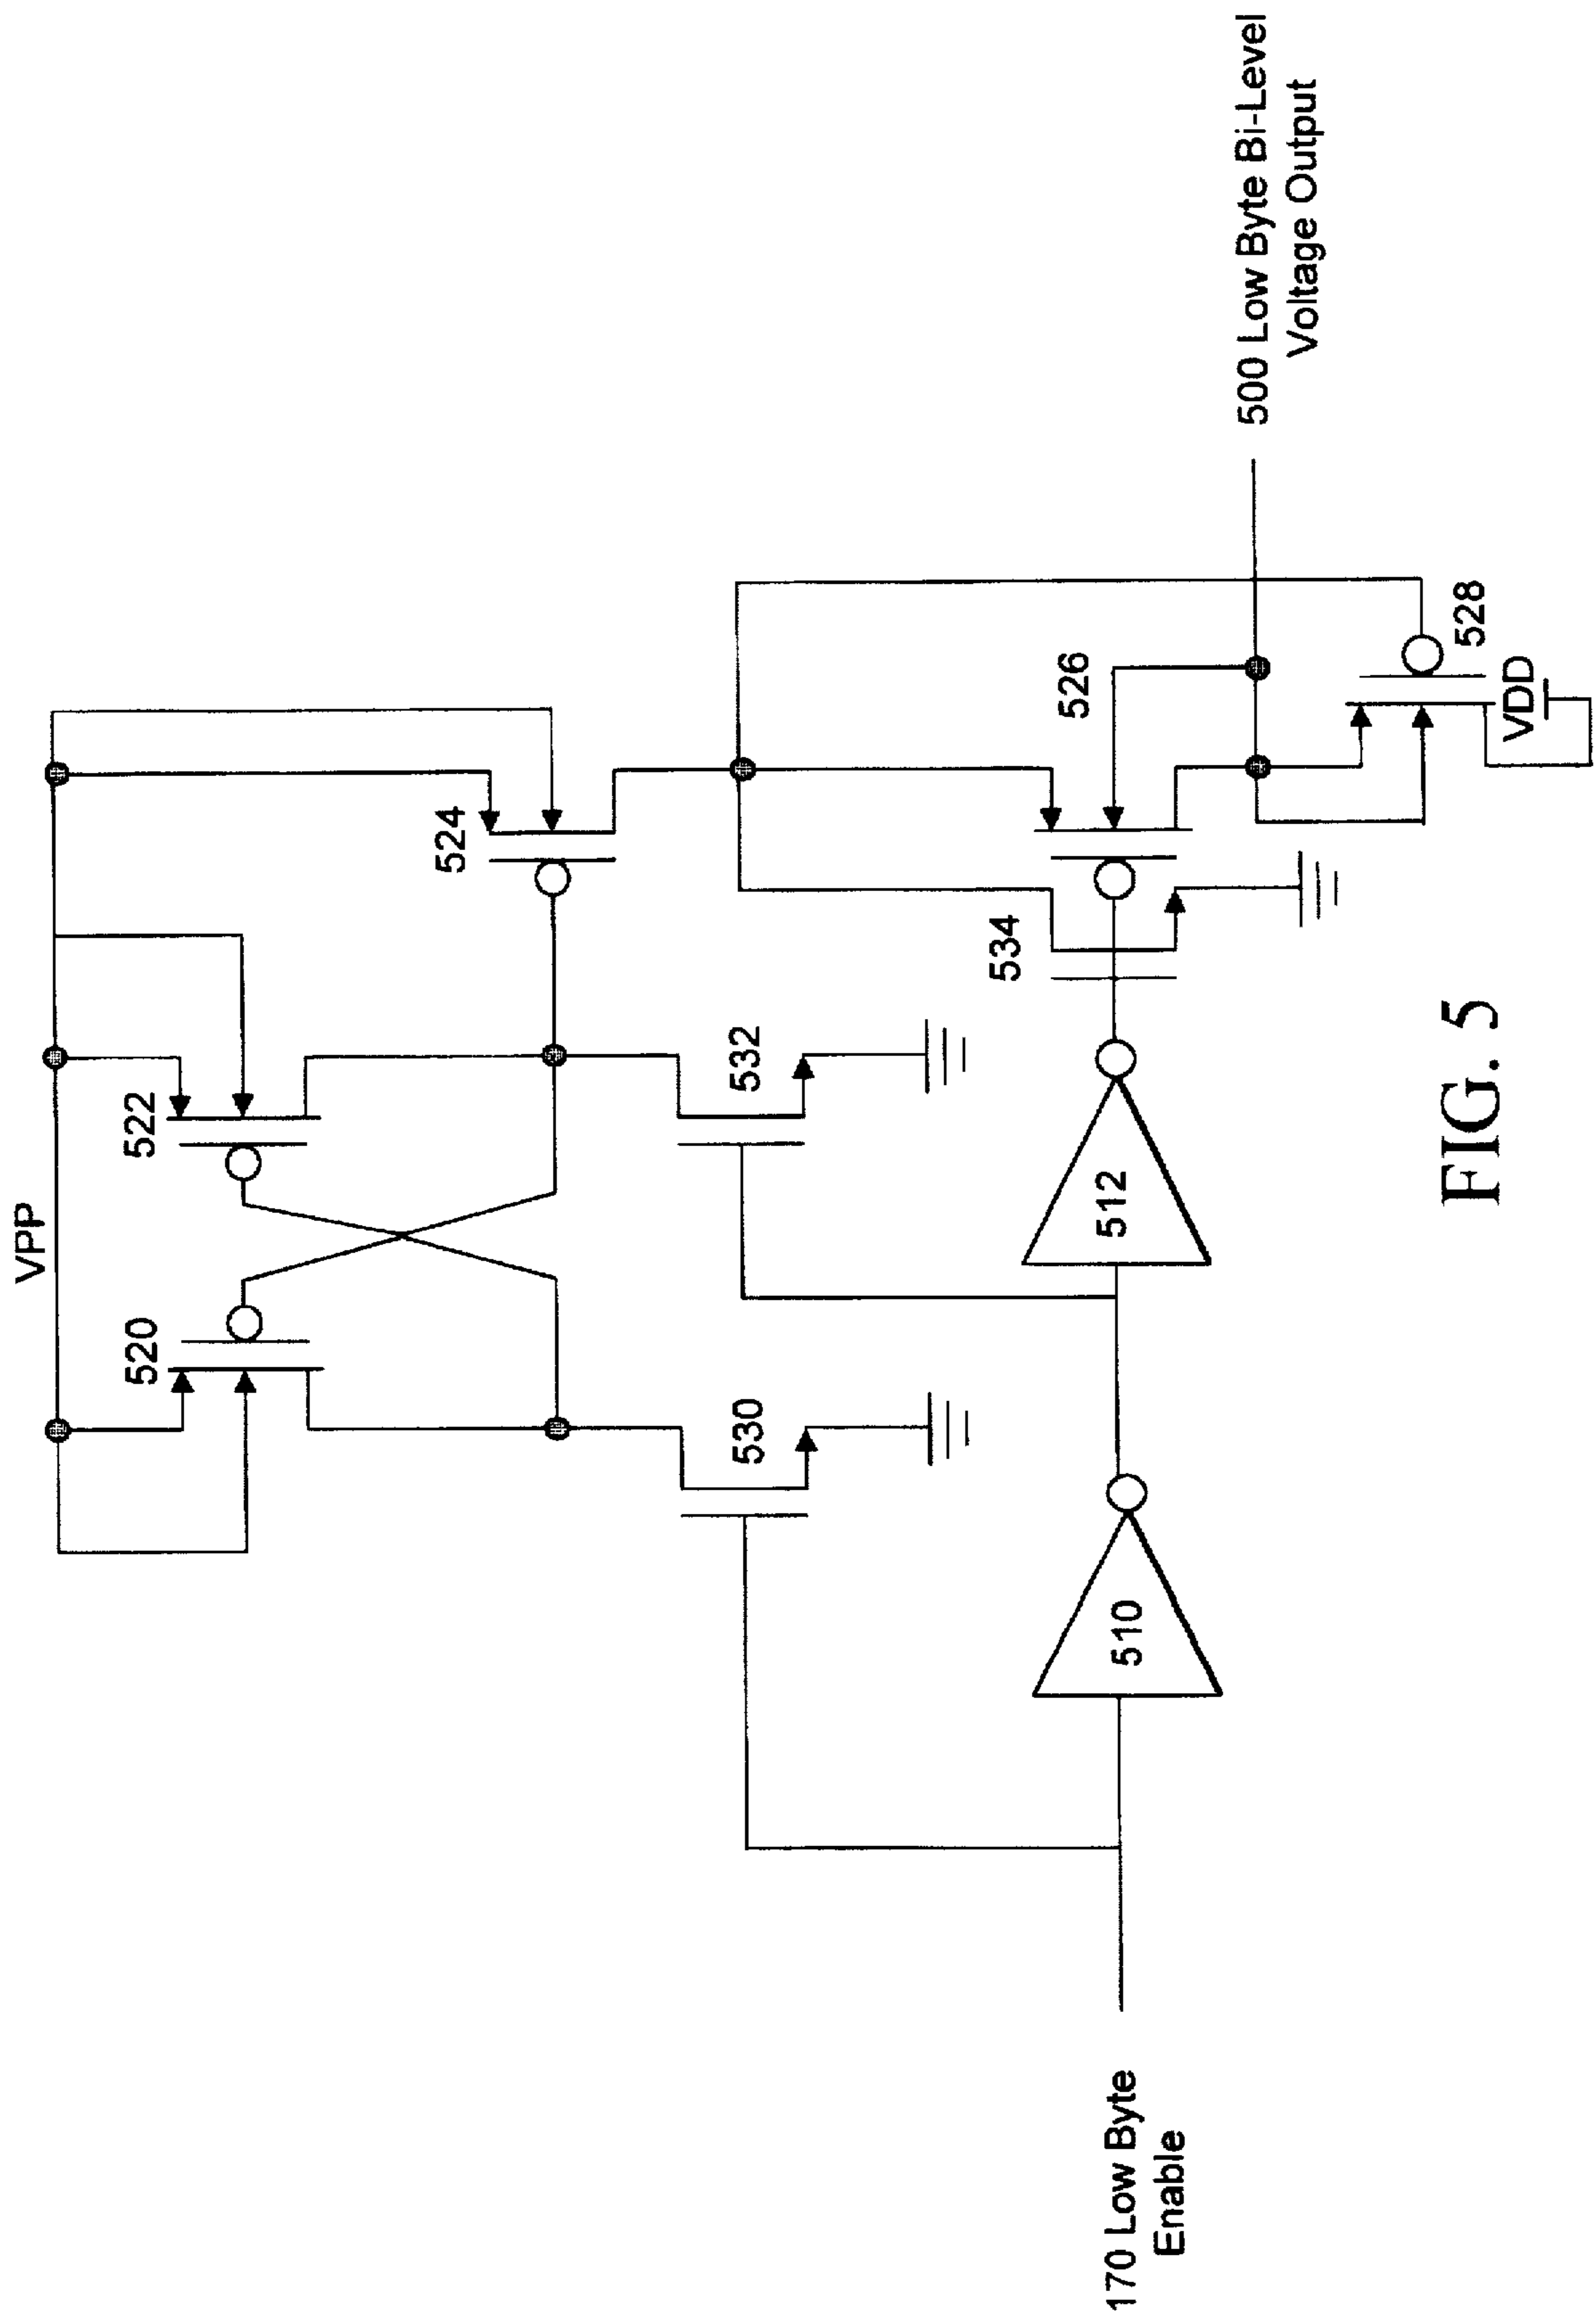 VPP
520
522
524
530
532
534
526
528
VDD
510
512
170 Low Byte
Enable
500 Low Byte Bi-Level
Voltage Output
FIG. 5